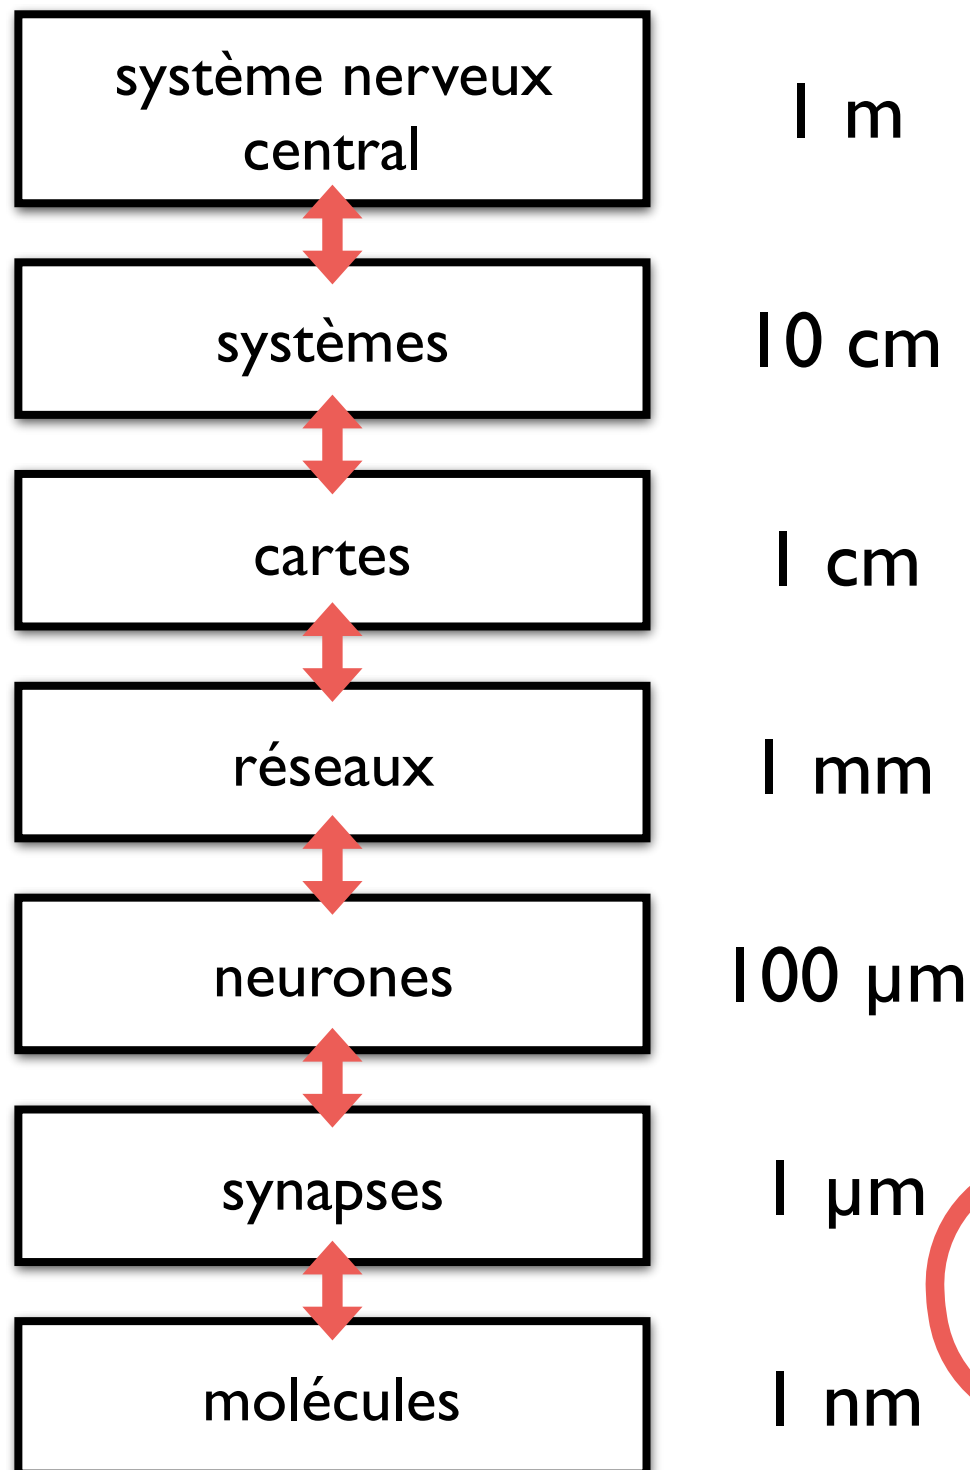 système nerveux
central
1 m
systèmes
10 cm
cartes
1 cm
réseaux
1 mm
neurones
100 µm
synapses
1 µm
molécules
1 nm